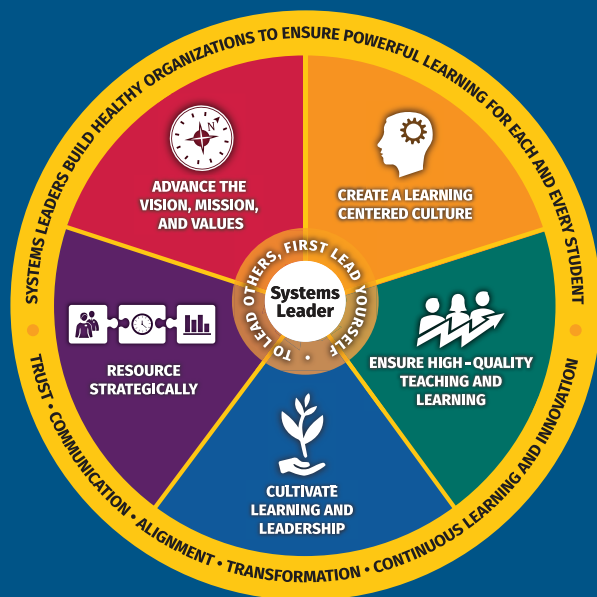 SYSTEMS LEADERS BUILD HEALTHY ORGANIZATIONS TO ENSURE POWERFUL LEARNING FOR EACH AND EVERY STUDENT
N
ADVANCE THE
VISION, MISSION,
AND VALUES
CREATE A LEARNING
CENTERED CULTURE
TO LEAD OTHERS, FIRST LEAD YOURSELF •
Systems
Leader
RESOURCE
STRATEGICALLY
ENSURE HIGH-QUALITY
TEACHING AND
LEARNING
CULTIVATE
LEARNING AND
LEADERSHIP
TRUST • COMMUNICATION • ALIGNMENT • TRANSFORMATION • CONTINUOUS LEARNING AND INNOVATION